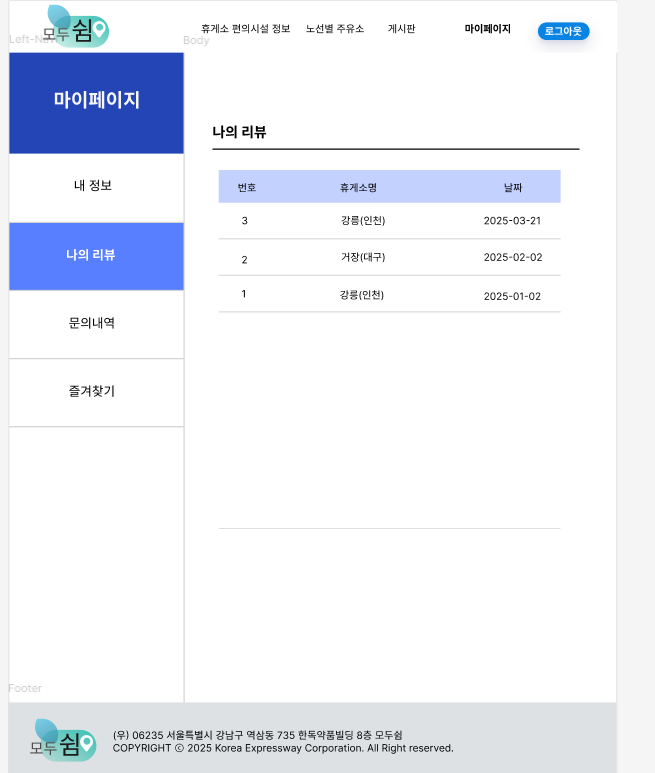 모두쉼
휴게소 편의시설 정보 노선별 주유소 게시판 마이페이지 로그아웃
Body
마이페이지
내 정보
나의 리뷰
문의내역
즐겨찾기
나의 리뷰
번호 휴게소명 날짜
3 강릉(인천) 2025-03-21
2 거장(대구) 2025-02-02
1 강릉(인천) 2025-01-02
Footer
모두쉼
(우) 06235 서울특별시 강남구 역삼동 735 한독약품빌딩 8층 모두쉼
COPYRIGHT ⓒ 2025 Korea Expressway Corporation. All Right reserved.